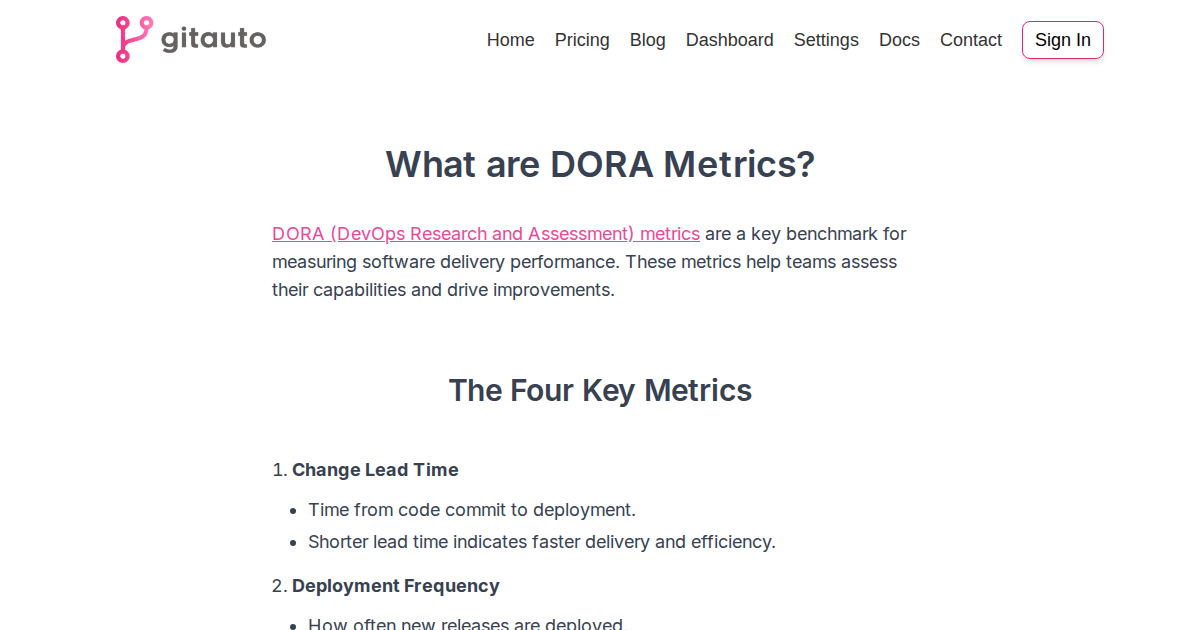 gitauto
Home Pricing Blog Dashboard Settings Docs Contact Sign In
What are DORA Metrics?
DORA (DevOps Research and Assessment) metrics are a key benchmark for
measuring software delivery performance. These metrics help teams assess
their capabilities and drive improvements.
The Four Key Metrics
1. Change Lead Time
• Time from code commit to deployment.
• Shorter lead time indicates faster delivery and efficiency.
2. Deployment Frequency
• How often new releases are deployed.